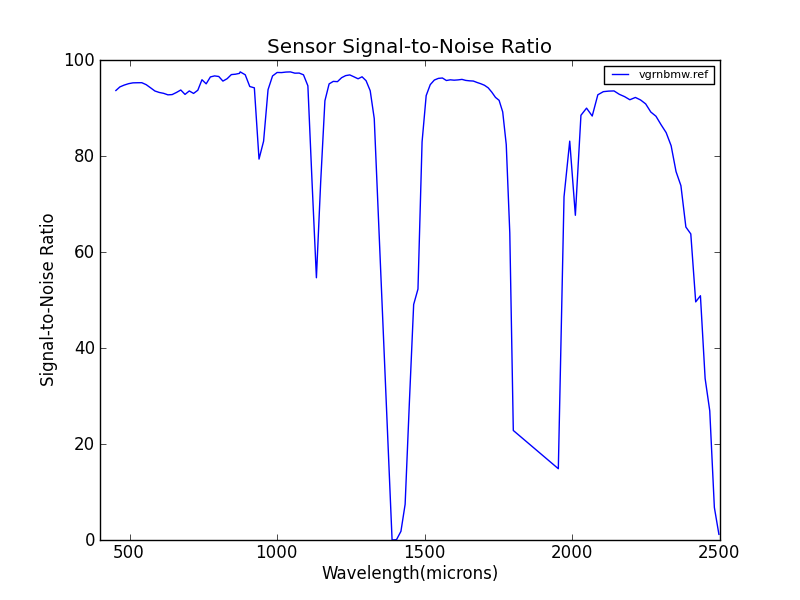 Sensor Signal-to-Noise Ratio
vgrnbmw.ref
100
80
60
40
20
0
Signal-to-Noise Ratio
500 1000 1500 2000 2500
Wavelength(microns)